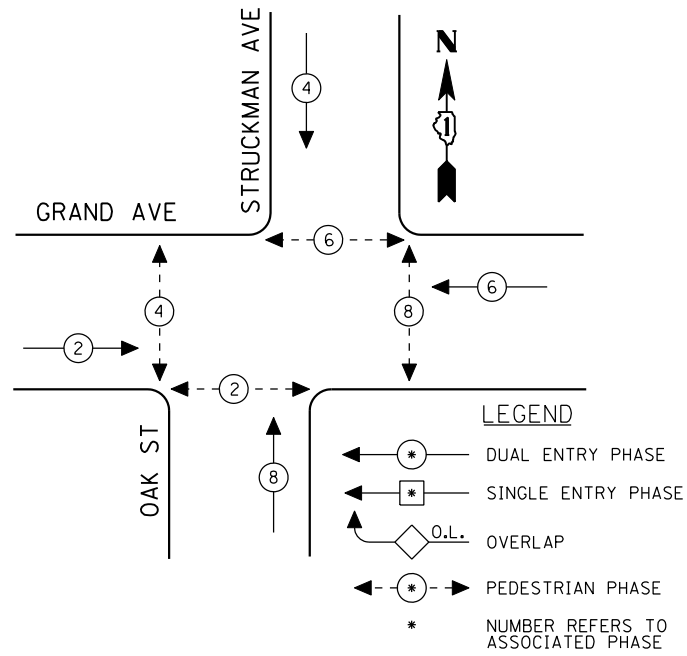 STRUCKMAN AVE
4
N
1
GRAND AVE
6
6
4
8
2
2
LEGEND
OAK ST
8
* DUAL ENTRY PHASE
* SINGLE ENTRY PHASE
O.L. OVERLAP
* PEDESTRIAN PHASE
* NUMBER REFERS TO
ASSOCIATED PHASE